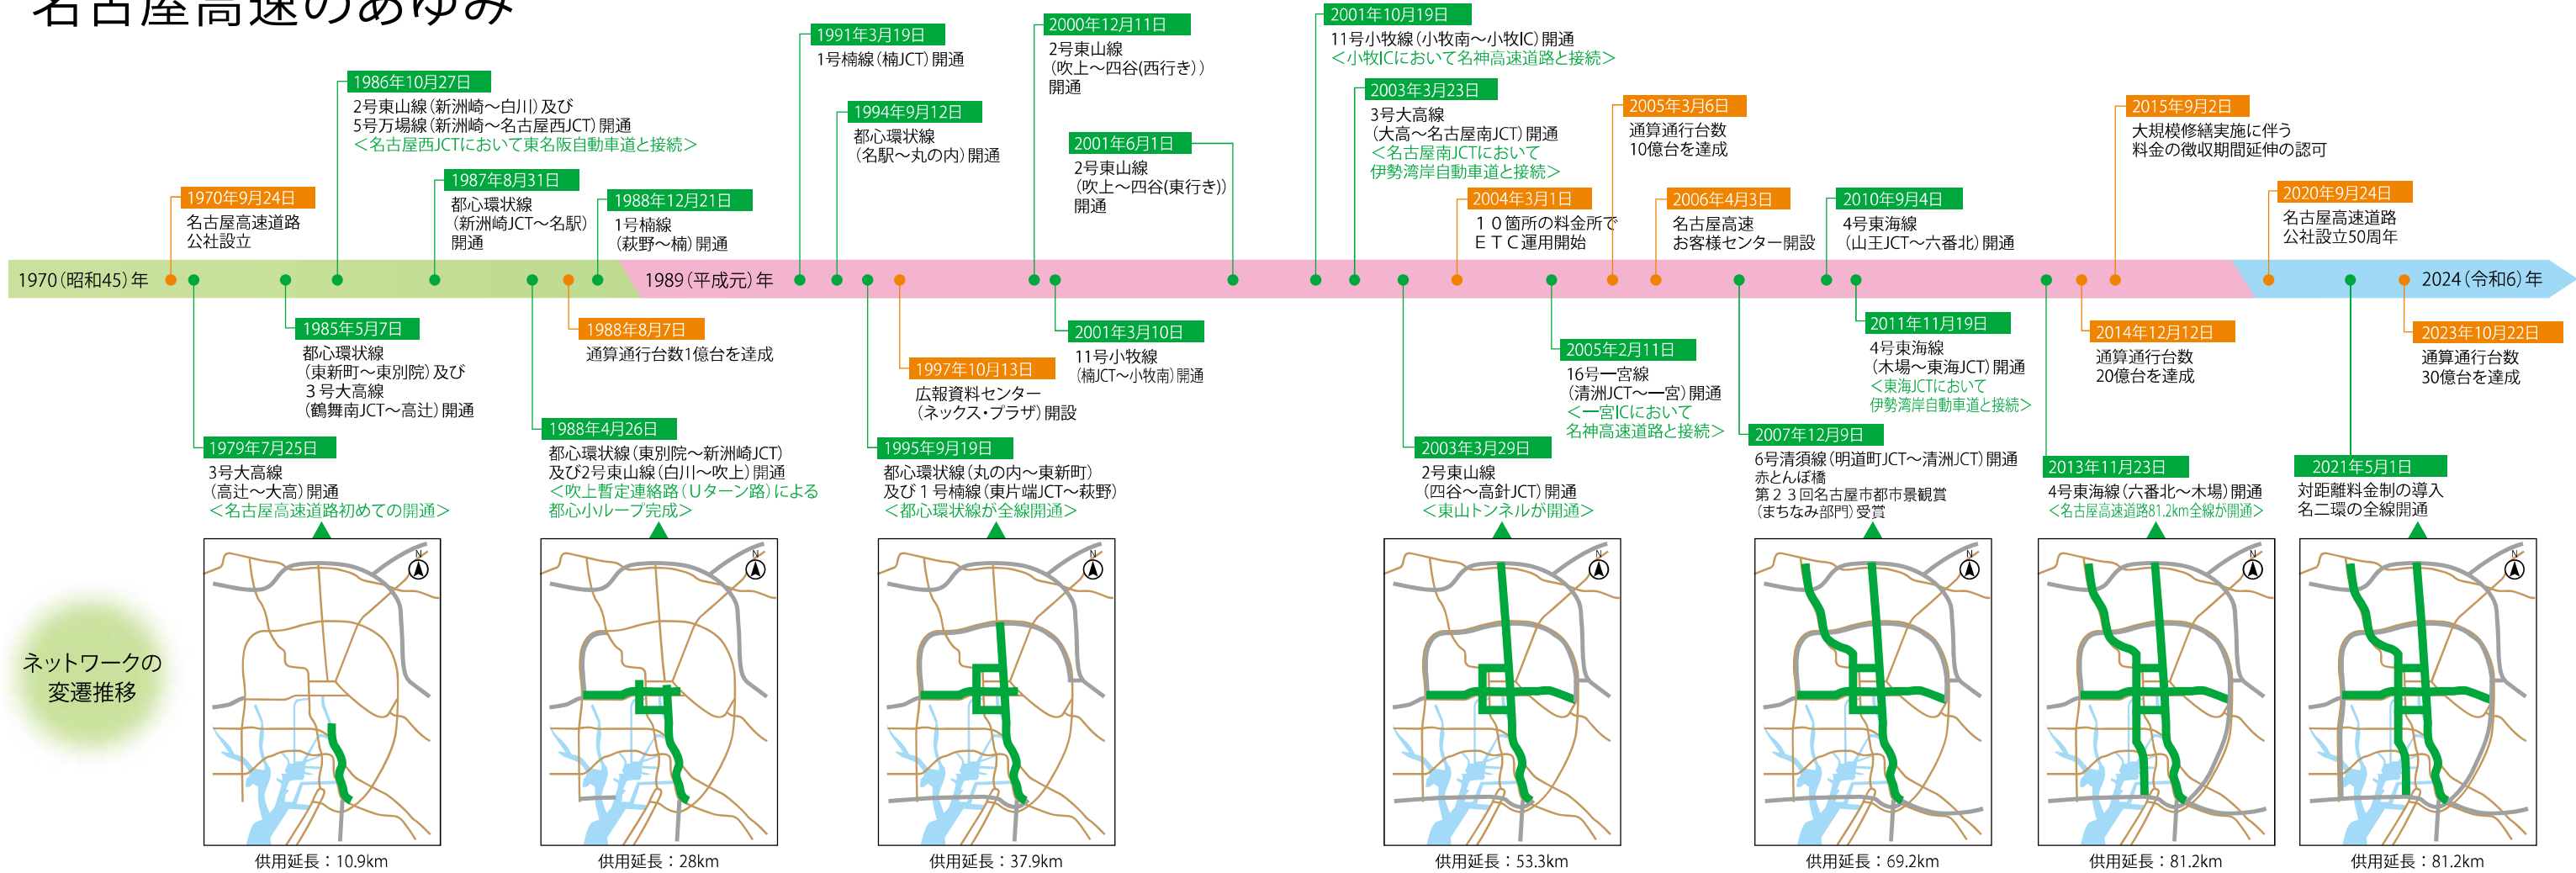 名古屋高速のあゆみ
1970年9月24日
名古屋高速道路
公社設立
1979年7月25日
3号大高線
(高辻〜大高)開通
<名古屋高速道路初めての開通>
1985年5月7日
都心環状線
(東新町〜東別院)及び
3号大高線
(鶴舞南JCT〜高辻)開通
1986年10月27日
2号東山線(新洲崎〜白川)及び
5号万場線(新洲崎〜名古屋西JCT)開通
<名古屋西JCTにおいて東名阪自動車道と接続>
1987年8月31日
都心環状線
(新洲崎JCT〜名駅)
開通
1988年4月26日
都心環状線(東別院〜新洲崎JCT)
及び2号東山線(白川〜吹上)開通
<吹上暫定連絡路(Uターン路)による
都心小ループ完成>
1988年8月7日
通算通行台数1億台を達成
1988年12月21日
1号楠線
(萩野〜楠)開通
1991年3月19日
1号楠線(楠JCT)開通
1994年9月12日
都心環状線
(名駅〜丸の内)開通
1995年9月19日
都心環状線(丸の内〜東新町)
及び1号楠線(東片端JCT〜萩野)
<都心環状線が全線開通>
1997年10月13日
広報資料センター
(ネックス・プラザ)開設
2000年12月11日
2号東山線
(吹上〜四谷(西行き))
開通
2001年3月10日
11号小牧線
(楠JCT〜小牧南)開通
2001年6月1日
2号東山線
(吹上〜四谷(東行き))
開通
2001年10月19日
11号小牧線(小牧南〜小牧IC)開通
<小牧ICにおいて名神高速道路と接続>
2003年3月23日
3号大高線
(大高〜名古屋南JCT)開通
<名古屋南JCTにおいて
伊勢湾岸自動車道と接続>
2003年3月29日
2号東山線
(四谷〜高針JCT)開通
<東山トンネルが開通>
2004年3月1日
10箇所の料金所で
ETC運用開始
2005年2月11日
16号一宮線
(清洲JCT〜一宮)開通
<一宮ICにおいて
名神高速道路と接続>
2005年3月6日
通算通行台数
10億台を達成
2006年4月3日
名古屋高速
お客様センター開設
2007年12月9日
6号清須線(明道町JCT〜清洲JCT)開通
赤とんぼ橋
第23回名古屋市都市景観賞
(まちなみ部門)受賞
2010年9月4日
4号東海線
(山王JCT〜六番北)開通
2011年11月19日
4号東海線
(木場〜東海JCT)開通
<東海JCTにおいて
伊勢湾岸自動車道と接続>
2013年11月23日
4号東海線(六番北〜木場)開通
<名古屋高速道路81.2km全線が開通>
2014年12月12日
通算通行台数
20億台を達成
2015年9月2日
大規模修繕実施に伴う
料金の徴収期間延伸の認可
2020年9月24日
名古屋高速道路
公社設立50周年
2021年5月1日
対距離料金制の導入
名二環の全線開通
2023年10月22日
通算通行台数
30億台を達成
1970(昭和45)年
1989(平成元)年
2024(令和6)年
ネットワークの
変遷推移
N
N
N
N
N
N
N
供用延長:10.9km
供用延長:28km
供用延長:37.9km
供用延長:53.3km
供用延長:69.2km
供用延長:81.2km
供用延長:81.2km